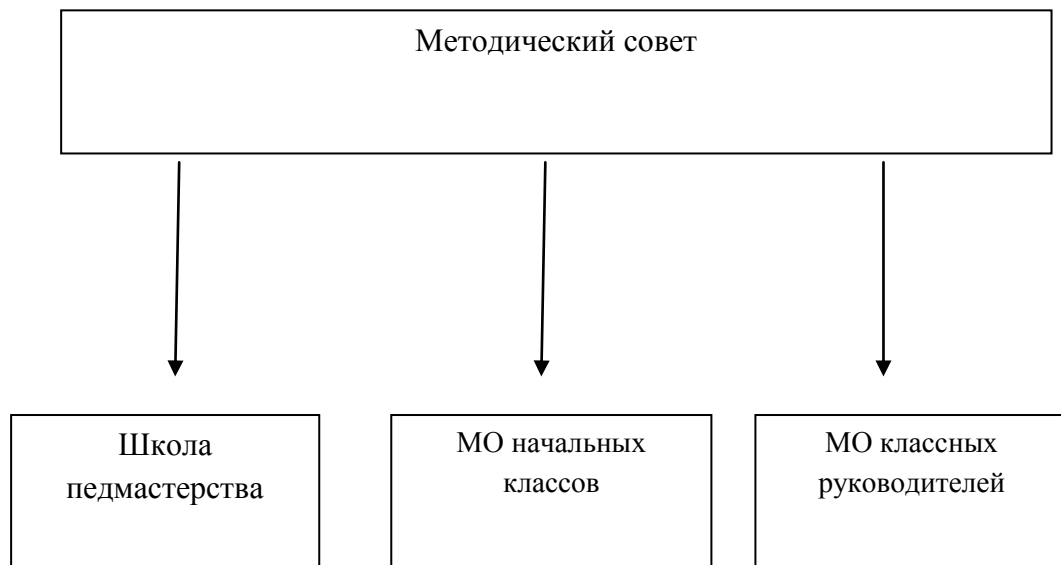 Методический совет
Школа
педмастерства
МО начальных
классов
МО классных
руководителей